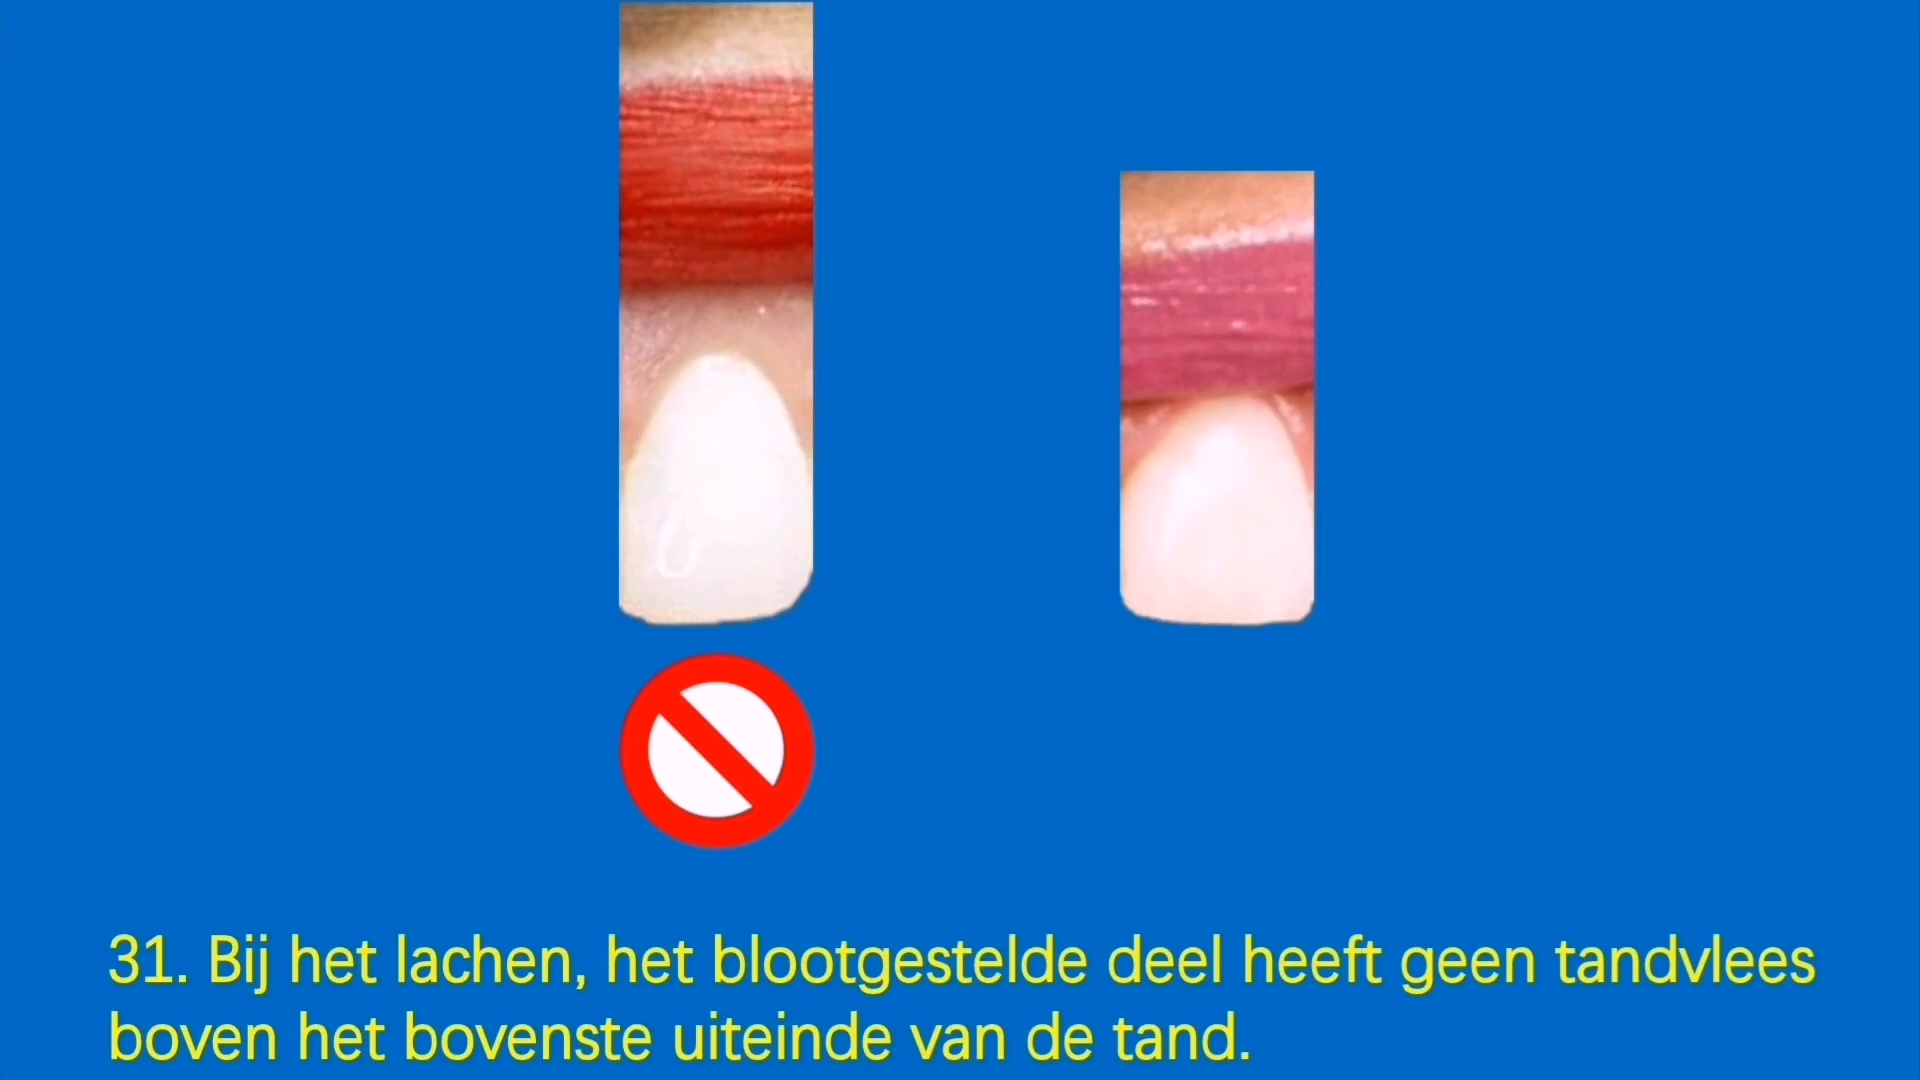 31. Bij het lachen, het blootgestelde deel heeft geen tandvlees
boven het bovenste uiteinde van de tand.